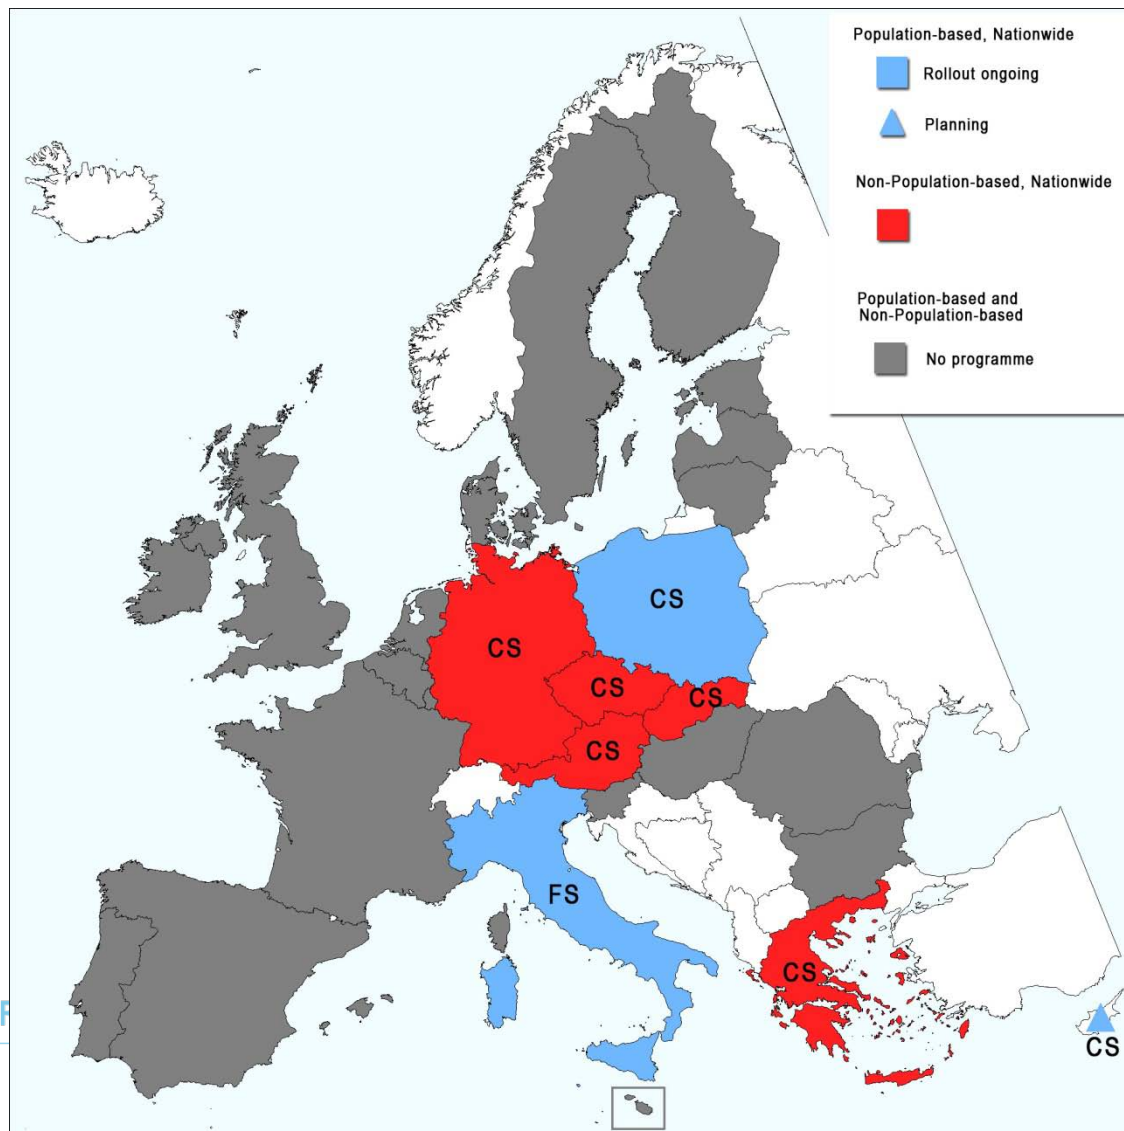 Population-based, Nationwide
Rollout ongoing
Planning
Non-Population-based, Nationwide
Population-based and
Non-Population-based
No programme
CS
CS
CS
CS
CS
FS
CS
CS